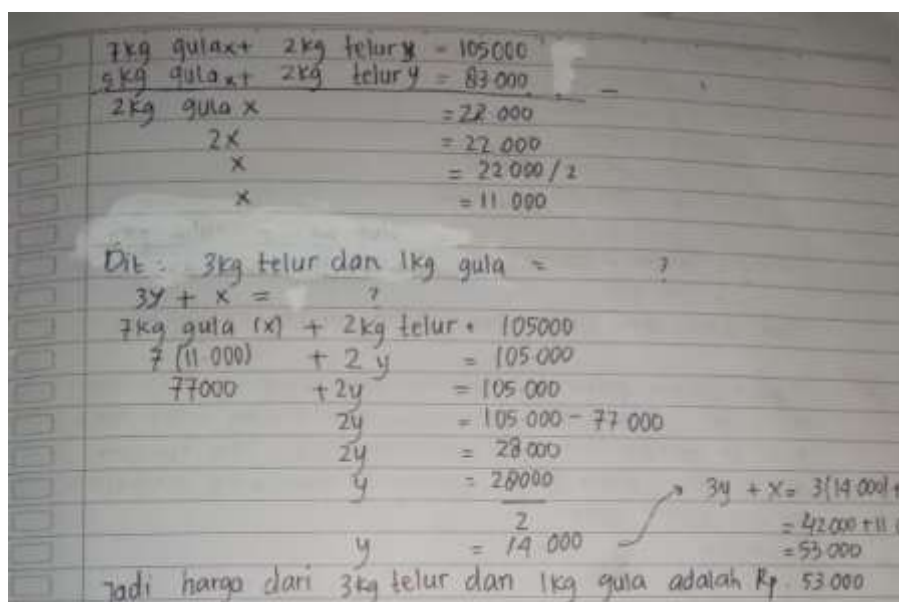 7kg gula x + 2kg telur y = 105000
5kg gula x + 2kg telur y = 83 000
2kg gula x = 22 000
2x = 22 000
x = 22 000 / 2
x = 11 000
Dit : 3kg telur dan 1kg gula = ?
3y + x = ?
7kg gula (x) + 2kg telur = 105000
7 (11 000) + 2 y = 105 000
77000 + 2y = 105 000
2y = 105 000 - 77 000
2y = 28 000
y = 28000
2
y = 14 000
3y + x = 3(14 000) +
= 42 000 + 11
= 53 000
Jadi harga dari 3kg telur dan 1kg gula adalah Rp. 53 000